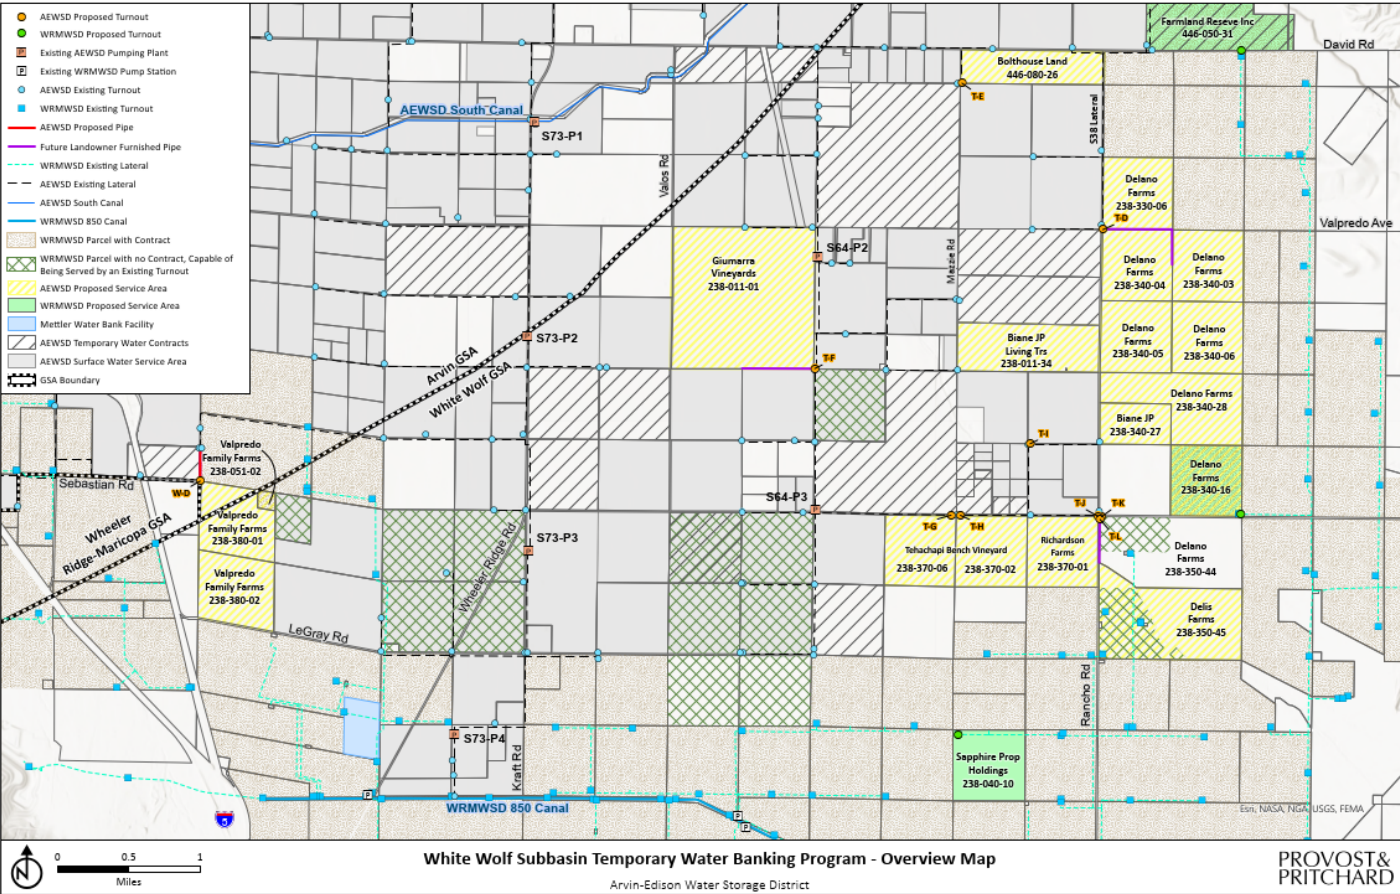 AEWSD Proposed Turnout
WRMWSD Proposed Turnout
Existing AEWSD Pumping Plant
Existing WRMWSD Pump Station
AEWSD Existing Turnout
WRMWSD Existing Turnout
AEWSD Proposed Pipe
Future Landowner Furnished Pipe
WRMWSD Existing Lateral
AEWSD Existing Lateral
AEWSD South Canal
WRMWSD 850 Canal
WRMWSD Parcel with Contract
WRMWSD Parcel with no Contract, Capable of
Being Served by an Existing Turnout
AEWSD Proposed Service Area
WRMWSD Proposed Service Area
Mettler Water Bank Facility
AEWSD Temporary Water Contracts
AEWSD Surface Water Service Area
GSA Boundary
Farmland Reseve Inc
446-050-31
David Rd
Bolthouse Land
446-080-26
T-E
S38 Lateral
AEWSD South Canal
S73-P1
Valos Rd
Delano
Farms
238-330-06
T-D
Valpredo Ave
S64-P2
Mazzie Rd
Giumarra
Vineyards
238-011-01
Delano
Farms
238-340-04
Delano
Farms
238-340-03
S73-P2
Arvin GSA
White Wolf GSA
T-F
Biane JP
Living Trs
238-011-34
Delano
Farms
238-340-05
Delano
Farms
238-340-06
Delano Farms
238-340-28
Biane JP
238-340-27
T-I
Valpredo
Family Farms
238-051-02
Sebastian Rd
W-D
Delano
Farms
238-340-16
S64-P3
T-G
T-H
T-J
T-K
T-L
Wheeler
Ridge-Maricopa GSA
Valpredo
Family Farms
238-380-01
Valpredo
Family Farms
238-380-02
Wheeler Ridge Rd
S73-P3
Tehachapi Bench Vineyard
238-370-06
238-370-02
Richardson
Farms
238-370-01
Delano
Farms
238-350-44
Delis
Farms
238-350-45
LeGray Rd
Rancho Rd
S73-P4
Kraft Rd
Sapphire Prop
Holdings
238-040-10
WRMWSD 850 Canal
5
Esri, NASA, NGA, USGS, FEMA
N
0 0.5 1
Miles
White Wolf Subbasin Temporary Water Banking Program - Overview Map
Arvin-Edison Water Storage District
PROVOST&
PRITCHARD